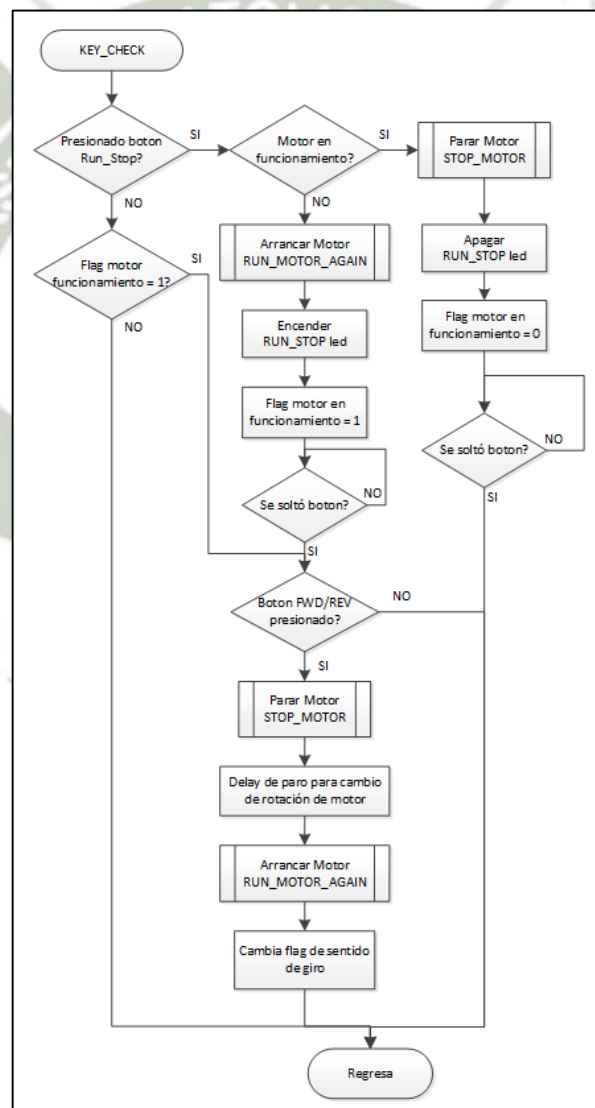 KEY_CHECK
Presionado boton
Run_Stop?
SI
NO
Motor en
funcionamiento?
SI
NO
Parar Motor
STOP_MOTOR
Apagar
RUN_STOP led
Flag motor en
funcionamiento = 0
Se soltó boton?
NO
SI
Flag motor
funcionamiento = 1?
SI
NO
Arrancar Motor
RUN_MOTOR_AGAIN
Encender
RUN_STOP led
Flag motor en
funcionamiento = 1
Se soltó boton?
NO
SI
Boton FWD/REV
presionado?
NO
SI
Parar Motor
STOP_MOTOR
Delay de paro para cambio
de rotación de motor
Arrancar Motor
RUN_MOTOR_AGAIN
Cambia flag de sentido
de giro
Regresa